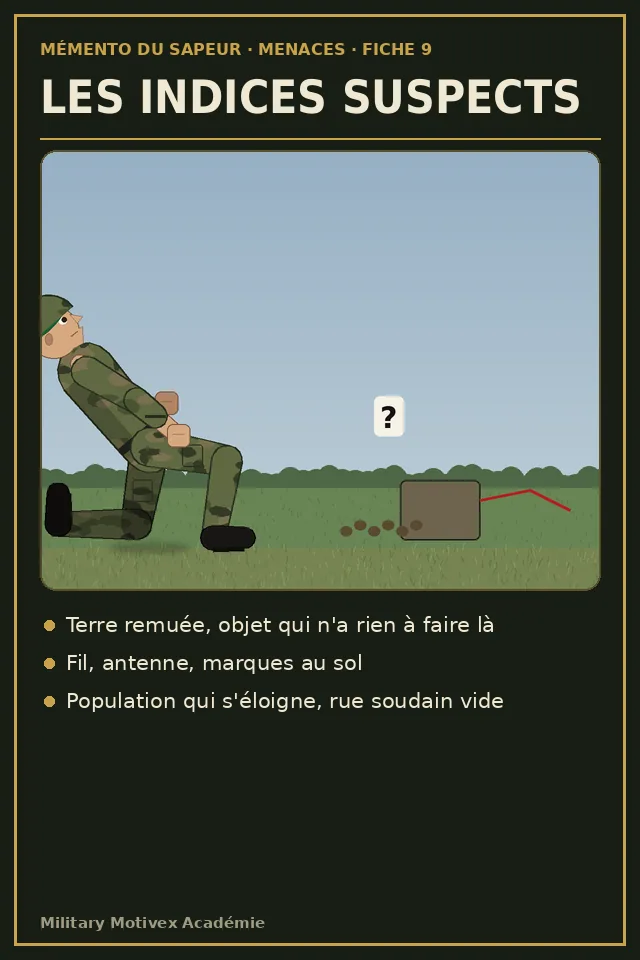 MÉMENTO DU SAPEUR · MENACES · FICHE 9
LES INDICES SUSPECTS
?
Terre remuée, objet qui n'a rien à faire là
Fil, antenne, marques au sol
Population qui s'éloigne, rue soudain vide
Military Motivex Académie